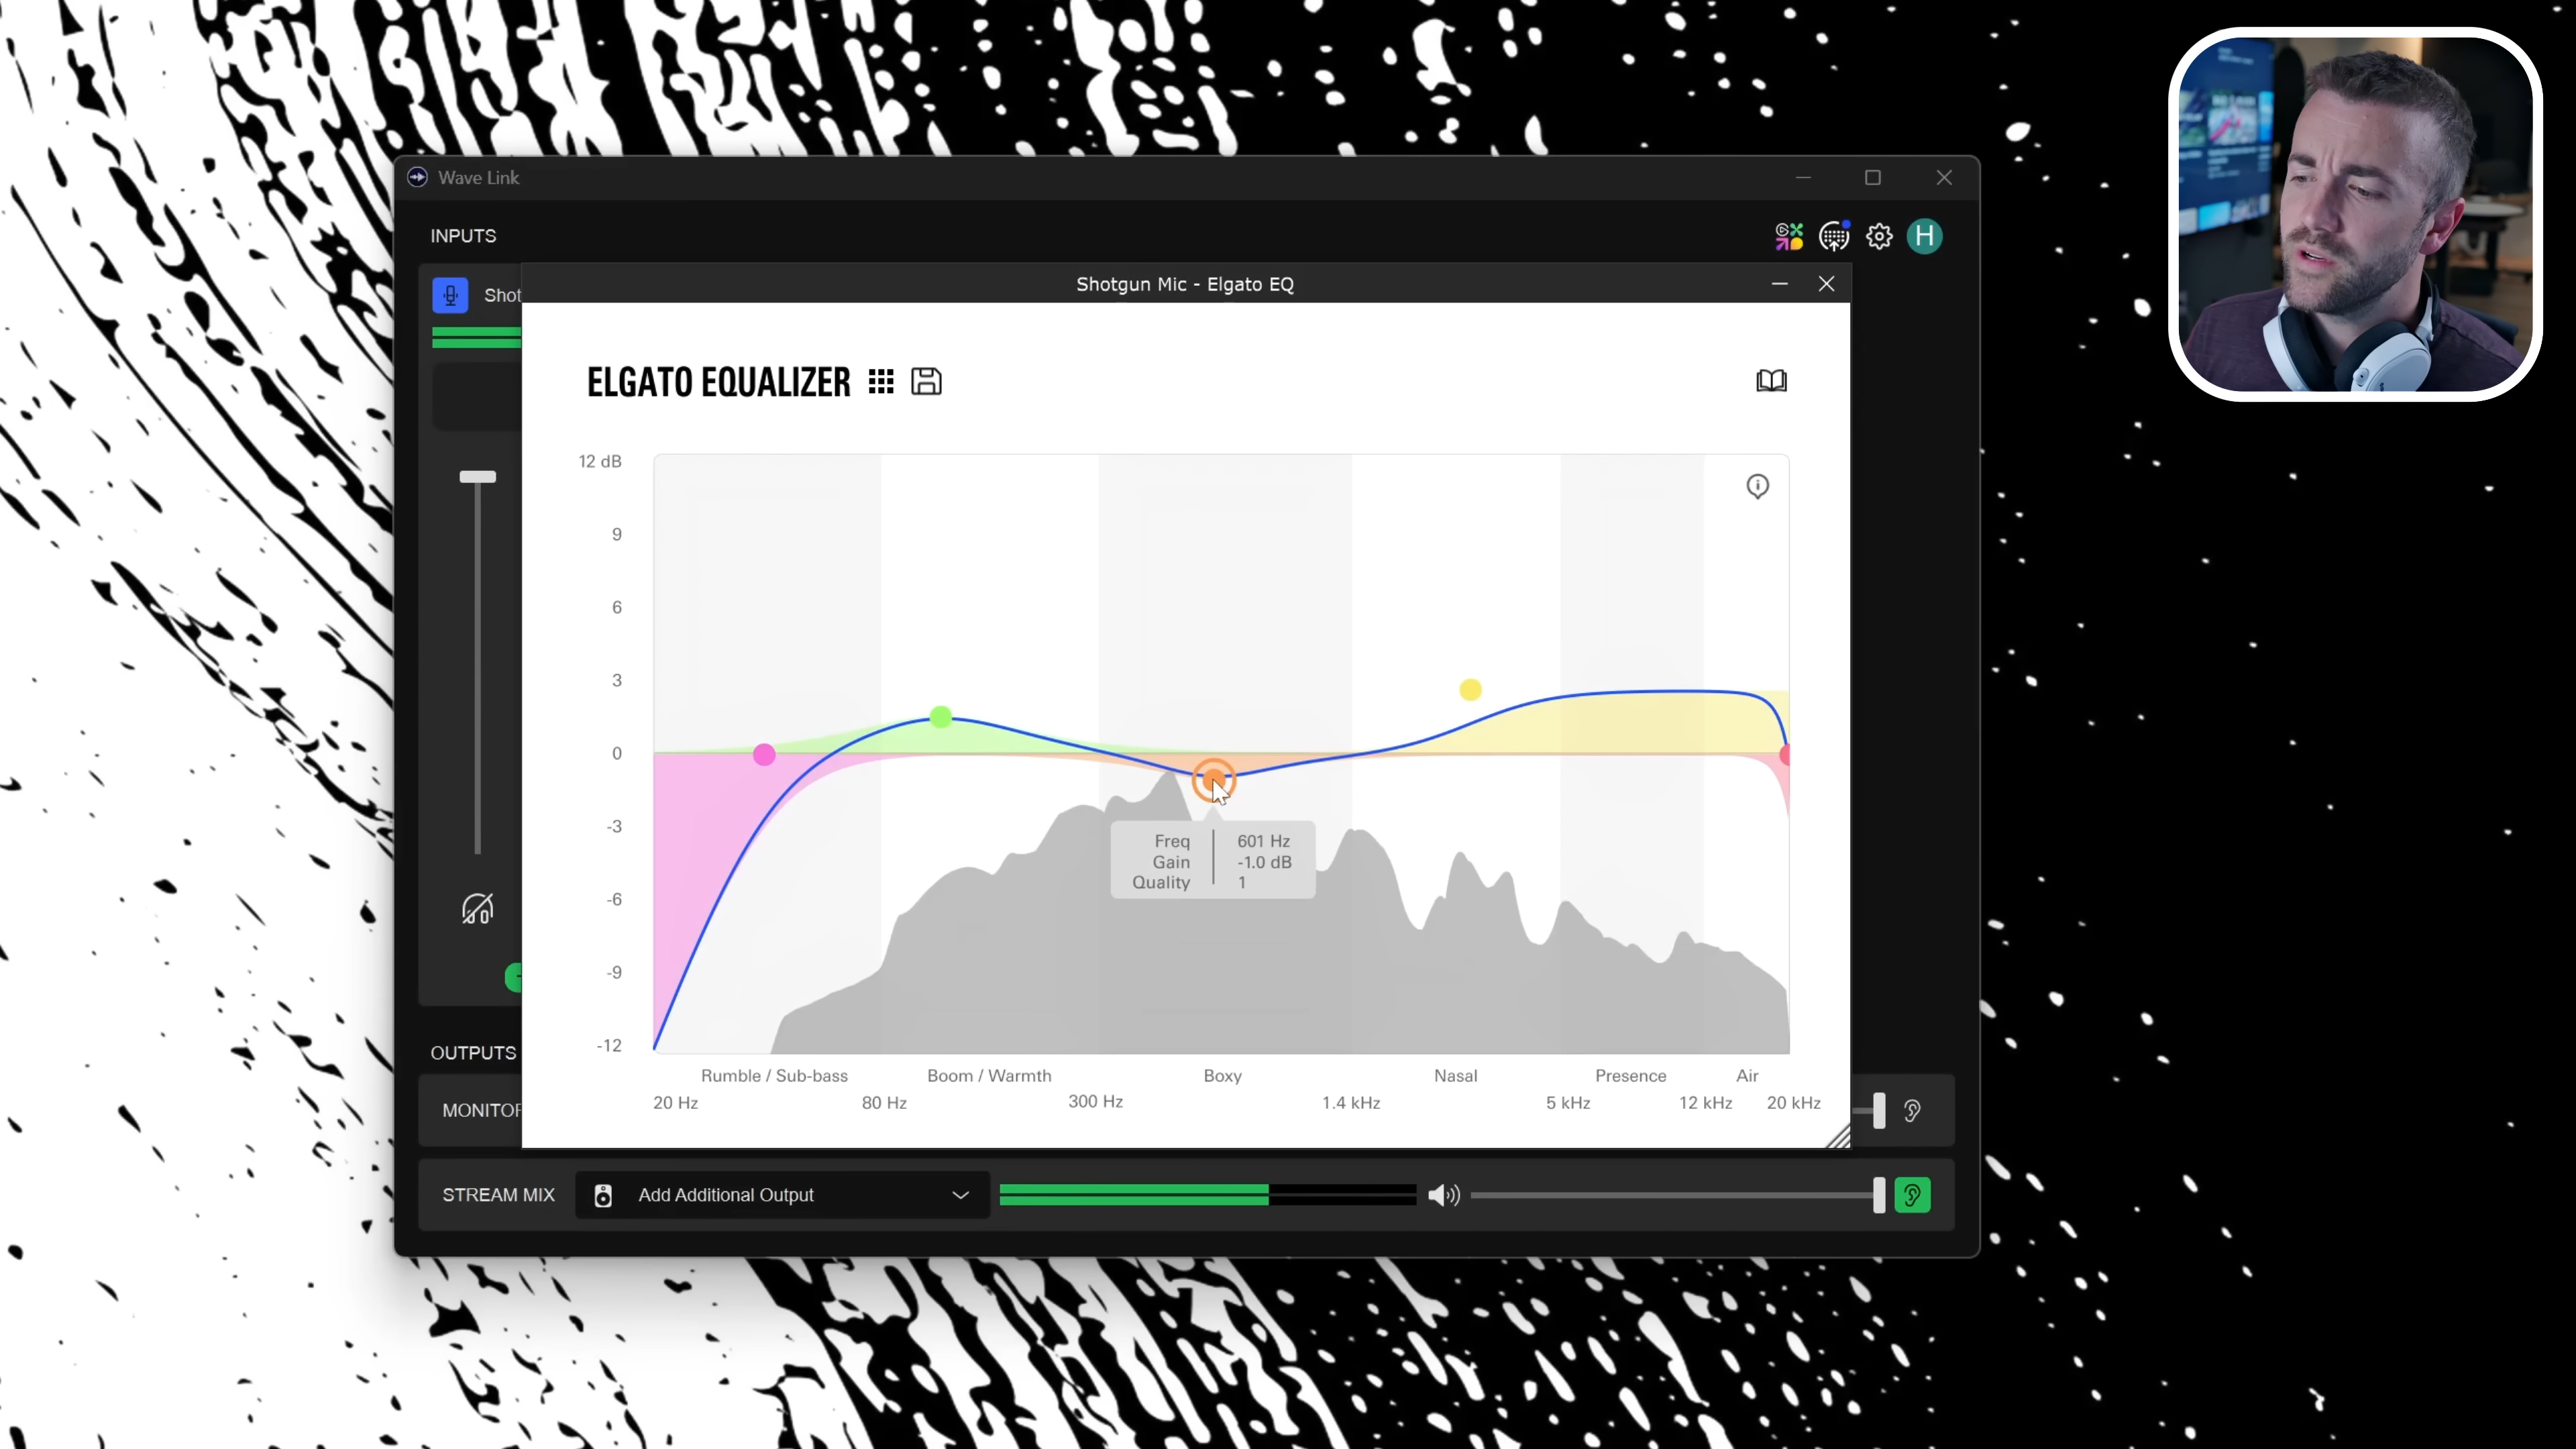 Wave Link
INPUTS
H
Shotgun Mic - Elgato EQ
Shot
ELGATO EQUALIZER
12 dB
9
6
3
0
-3
Freq 601 Hz
Gain -1.0 dB
Quality 1
-6
-9
-12
Rumble / Sub-bass Boom / Warmth Boxy Nasal Presence Air
20 Hz 80 Hz 300 Hz 1.4 kHz 5 kHz 12 kHz 20 kHz
OUTPUTS
MONITOR
STREAM MIX Add Additional Output